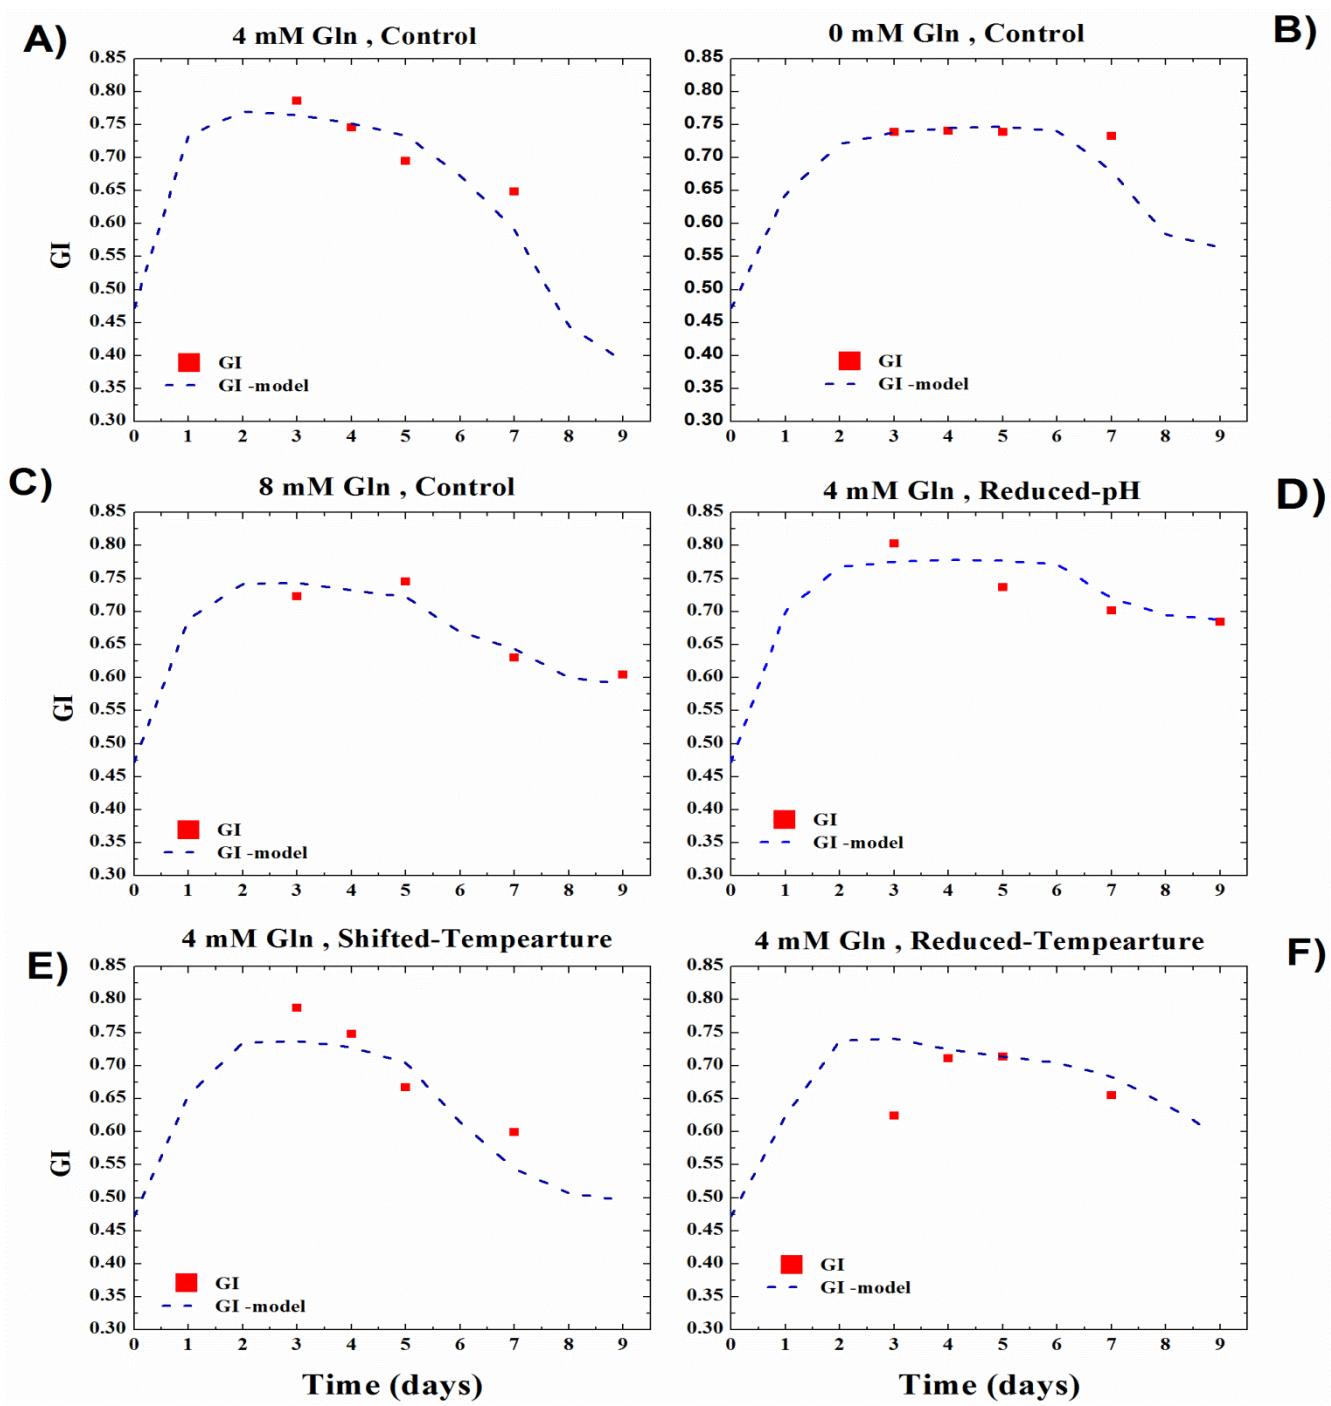 A)
4 mM Gln , Control
0.85
0.80
0.75
0.70
0.65
0.60
0.55
0.50
0.45
0.40
0.35
0.30
GI
GI
GI -model
0 1 2 3 4 5 6 7 8 9
B)
0 mM Gln , Control
0.85
0.80
0.75
0.70
0.65
0.60
0.55
0.50
0.45
0.40
0.35
0.30
GI
GI -model
0 1 2 3 4 5 6 7 8 9
C)
8 mM Gln , Control
0.85
0.80
0.75
0.70
0.65
0.60
0.55
0.50
0.45
0.40
0.35
0.30
GI
GI
GI -model
0 1 2 3 4 5 6 7 8 9
4 mM Gln , Reduced-pH
D)
0.85
0.80
0.75
0.70
0.65
0.60
0.55
0.50
0.45
0.40
0.35
0.30
GI
GI -model
0 1 2 3 4 5 6 7 8 9
E)
4 mM Gln , Shifted-Tempearture
0.85
0.80
0.75
0.70
0.65
0.60
0.55
0.50
0.45
0.40
0.35
0.30
GI
GI
GI -model
0 1 2 3 4 5 6 7 8 9
Time (days)
4 mM Gln , Reduced-Tempearture
F)
0.85
0.80
0.75
0.70
0.65
0.60
0.55
0.50
0.45
0.40
0.35
0.30
GI
GI -model
0 1 2 3 4 5 6 7 8 9
Time (days)